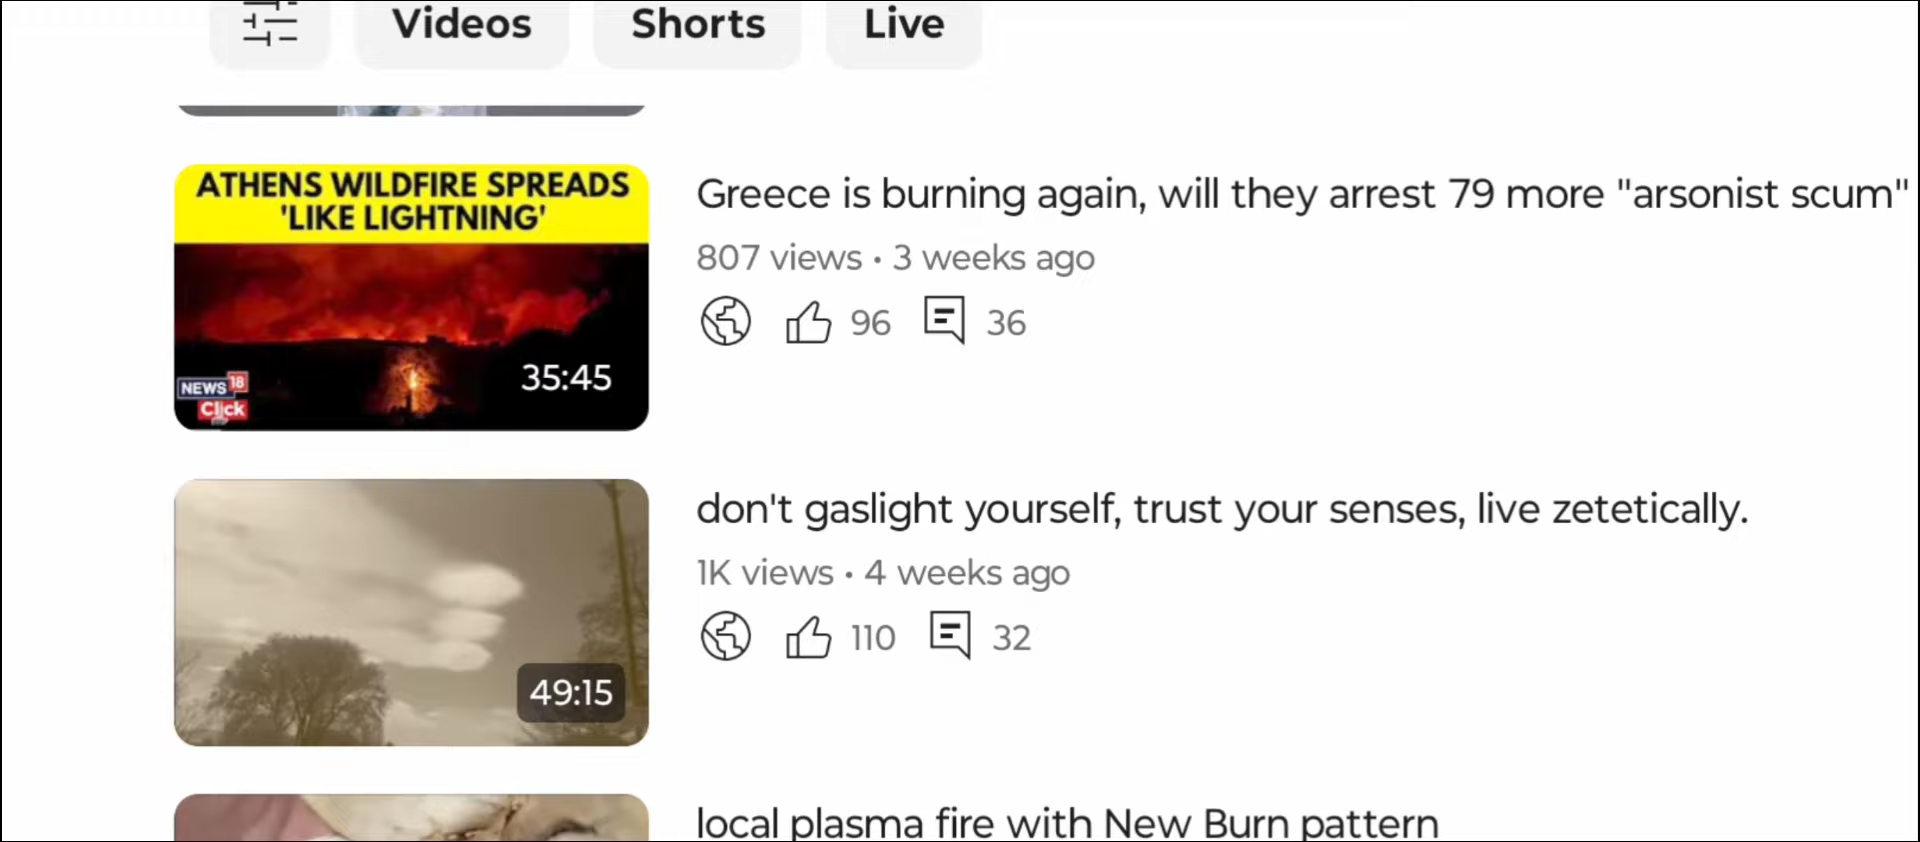 Videos
Shorts
Live
ATHENS WILDFIRE SPREADS
'LIKE LIGHTNING'
NEWS 18
Click
35:45
Greece is burning again, will they arrest 79 more "arsonist scum"
807 views • 3 weeks ago
96
36
49:15
don't gaslight yourself, trust your senses, live zetetically.
1K views • 4 weeks ago
110
32
local plasma fire with New Burn pattern